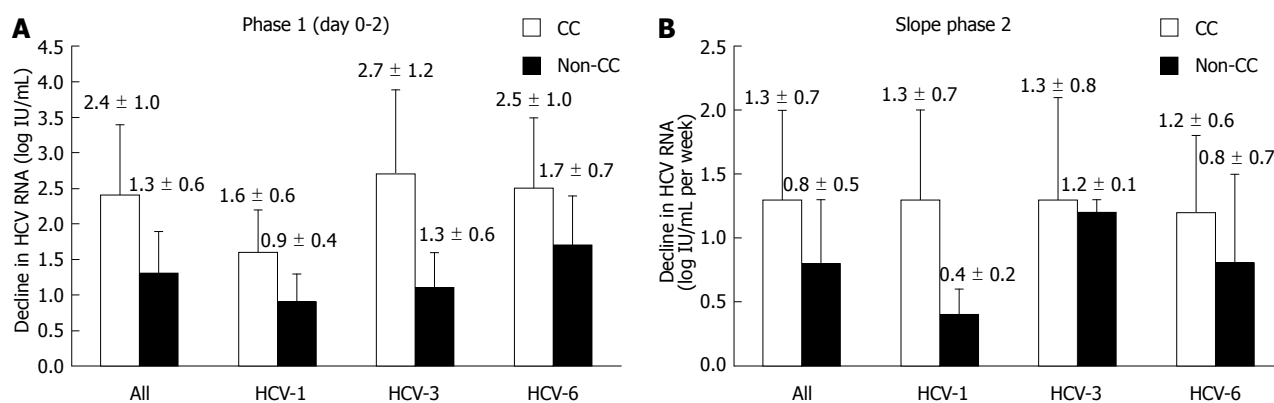 A
Phase 1 (day 0-2)
CC
Non-CC
Decline in HCV RNA (log IU/mL)
4.5
4.0
3.5
3.0
2.5
2.0
1.5
1.0
0.5
0.0
2.4 ± 1.0
1.3 ± 0.6
1.6 ± 0.6
0.9 ± 0.4
2.7 ± 1.2
1.3 ± 0.6
2.5 ± 1.0
1.7 ± 0.7
All
HCV-1
HCV-3
HCV-6
B
Slope phase 2
CC
Non-CC
Decline in HCV RNA
(log IU/mL per week)
2.5
2.0
1.5
1.0
0.5
0.0
1.3 ± 0.7
0.8 ± 0.5
1.3 ± 0.7
0.4 ± 0.2
1.3 ± 0.8
1.2 ± 0.1
1.2 ± 0.6
0.8 ± 0.7
All
HCV-1
HCV-3
HCV-6